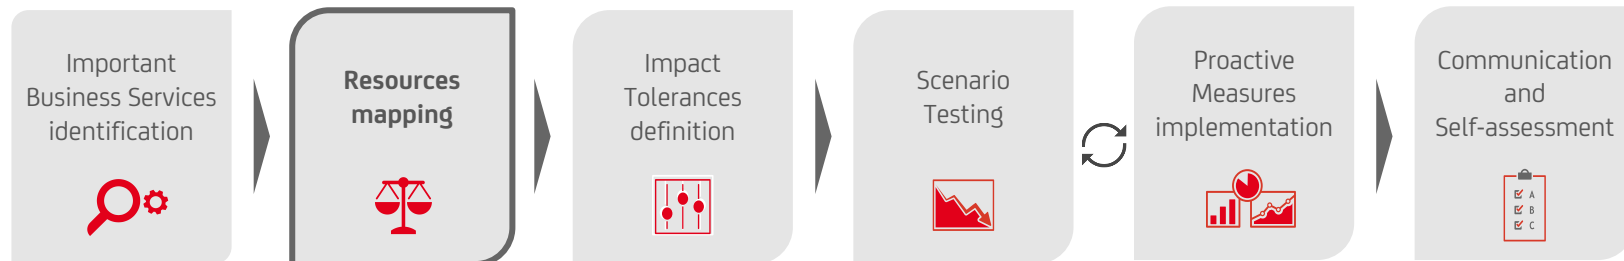 Important
Business Services
identification
Resources
mapping
Impact
Tolerances
definition
Scenario
Testing
Proactive
Measures
implementation
Communication
and
Self-assessment
A
B
C